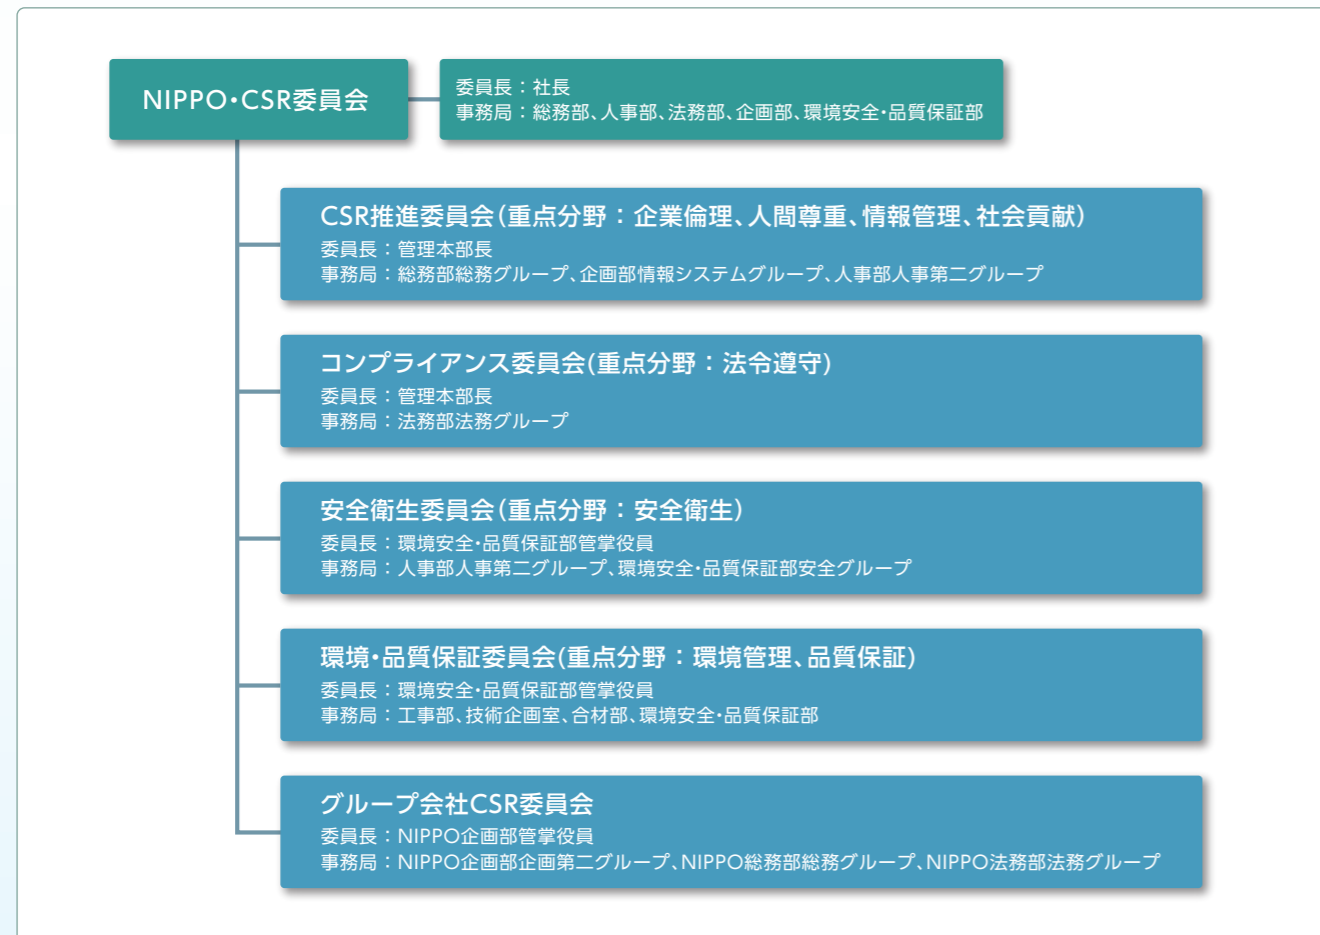 NIPPO・CSR委員会
委員長：社長
事務局：総務部、人事部、法務部、企画部、環境安全・品質保証部
CSR推進委員会(重点分野：企業倫理、人間尊重、情報管理、社会貢献)
委員長：管理本部長
事務局：総務部総務グループ、企画部情報システムグループ、人事部人事第二グループ
コンプライアンス委員会(重点分野：法令遵守)
委員長：管理本部長
事務局：法務部法務グループ
安全衛生委員会(重点分野：安全衛生)
委員長：環境安全・品質保証部管掌役員
事務局：人事部人事第二グループ、環境安全・品質保証部安全グループ
環境・品質保証委員会(重点分野：環境管理、品質保証)
委員長：環境安全・品質保証部管掌役員
事務局：工事部、技術企画室、合材部、環境安全・品質保証部
グループ会社CSR委員会
委員長：NIPPO企画部管掌役員
事務局：NIPPO企画部企画第二グループ、NIPPO総務部総務グループ、NIPPO法務部法務グループ